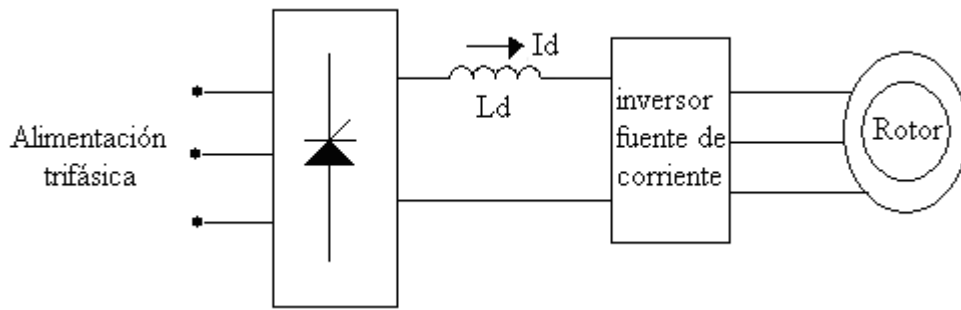 Alimentación
trifásica
Id
Ld
inversor
fuente de
corriente
Rotor